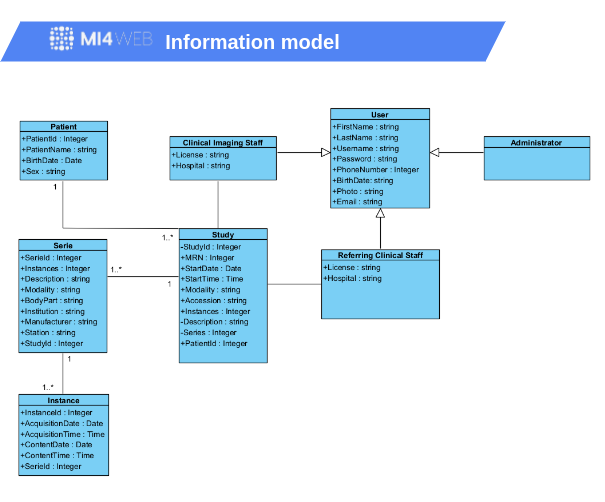 MI4WEB Information model
Patient
+PatientId : Integer
+PatientName : string
+BirthDate : Date
+Sex : string
1
1..*
Clinical Imaging Staff
+License : string
+Hospital : string
User
+FirstName : string
+LastName : string
+Username : string
+Password : string
+PhoneNumber : Integer
+BirthDate: string
+Photo : string
+Email : string
Administrator
Serie
+SerieId : Integer
+Instances : Integer
+Description : string
+Modality : string
+BodyPart : string
+Institution : string
+Manufacturer : string
+Station : string
+StudyId : Integer
1..*
1
Study
-StudyId : Integer
+MRN : Integer
+StartDate : Date
+StartTime : Time
+Modality : string
+Accession : string
+Instances : Integer
-Description : string
-Series : Integer
+PatientId : Integer
Referring Clinical Staff
+License : string
+Hospital : string
1
1..*
Instance
+InstanceId : Integer
+AcquisitionDate : Date
+AcquisitionTime : Time
+ContentDate : Date
+ContentTime : Time
+SerieId : Integer